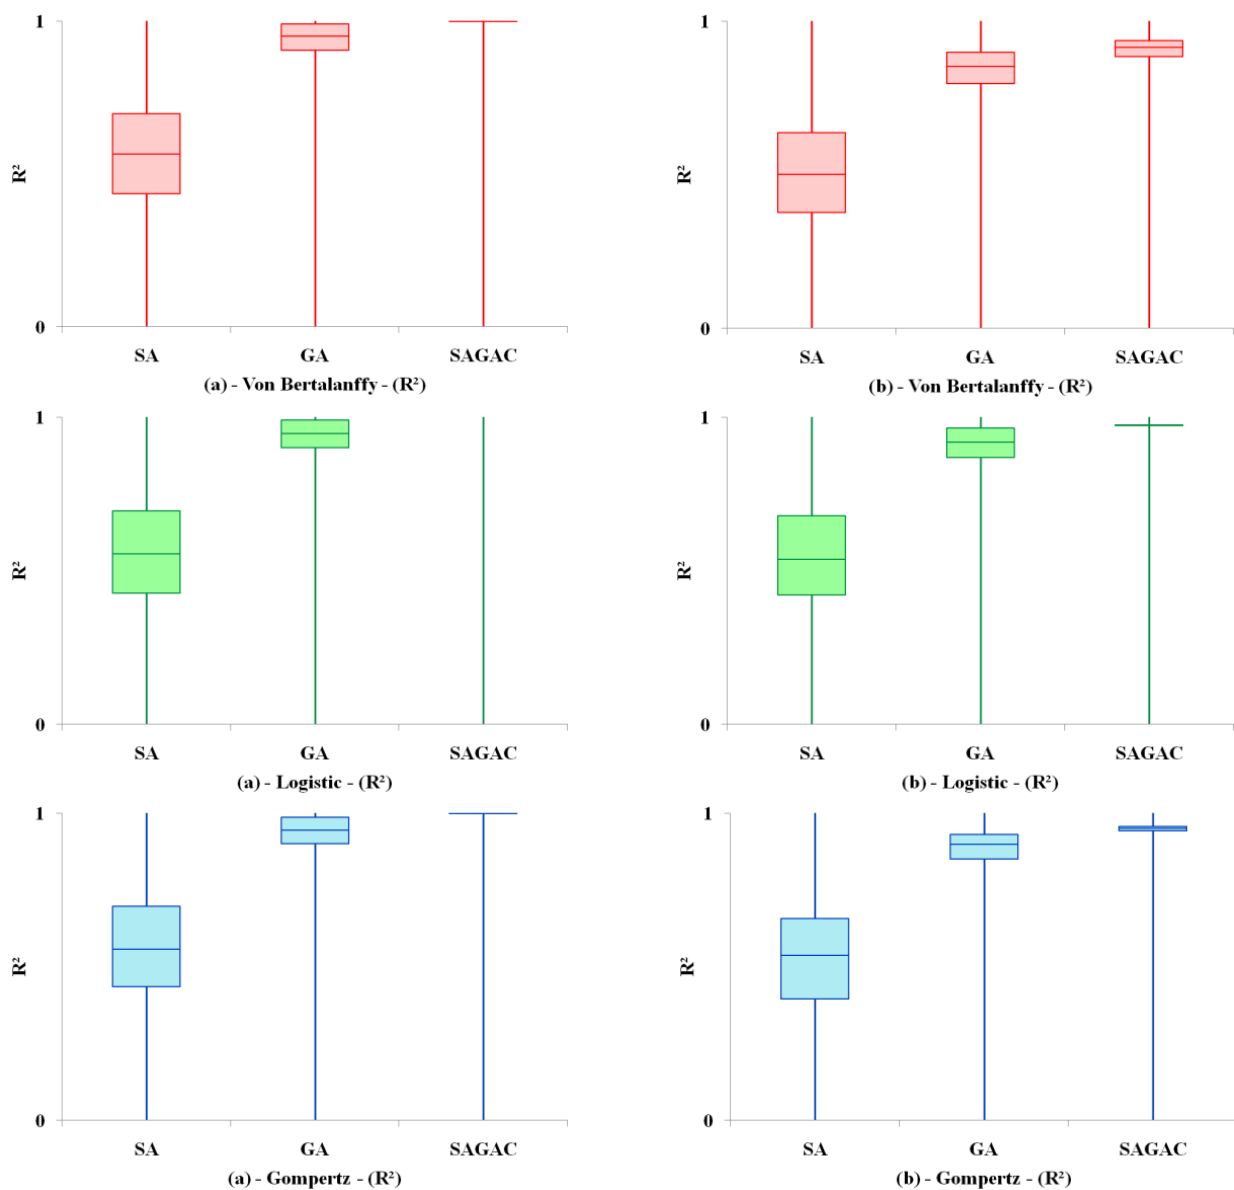 1
R²
0
SA GA SAGAC
(a) - Von Bertalanffy - (R²)
1
R²
0
SA GA SAGAC
(b) - Von Bertalanffy - (R²)
1
R²
0
SA GA SAGAC
(a) - Logistic - (R²)
1
R²
0
SA GA SAGAC
(b) - Logistic - (R²)
1
R²
0
SA GA SAGAC
(a) - Gompertz - (R²)
1
R²
0
SA GA SAGAC
(b) - Gompertz - (R²)